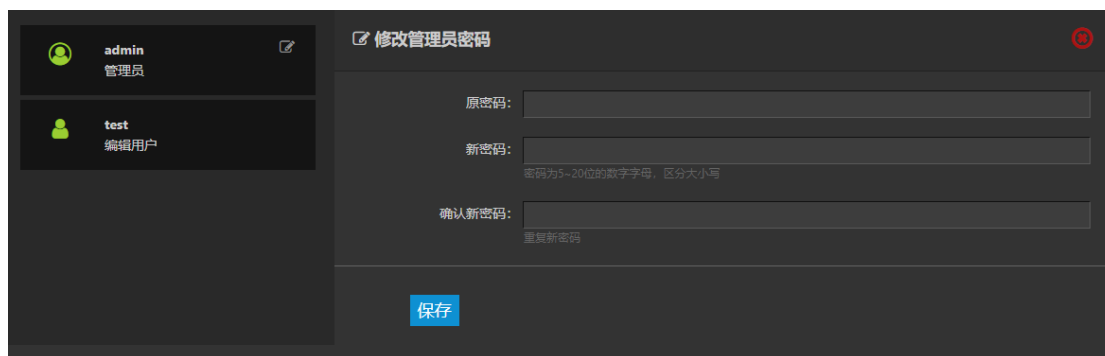 admin
管理员
test
编辑用户
修改管理员密码
原密码：
新密码：
密码为5~20位的数字字母，区分大小写
确认新密码：
重复新密码
保存